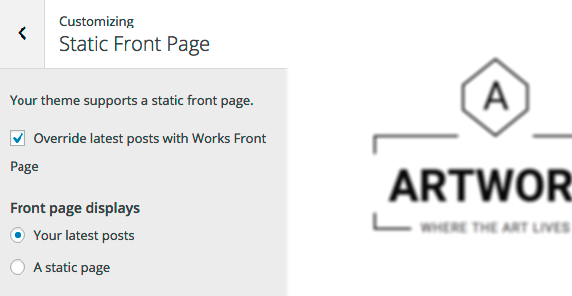 Customizing
Static Front Page
Your theme supports a static front page.
Override latest posts with Works Front
Page
Front page displays
Your latest posts
A static page
A
ARTWOR
WHERE THE ART LIVES